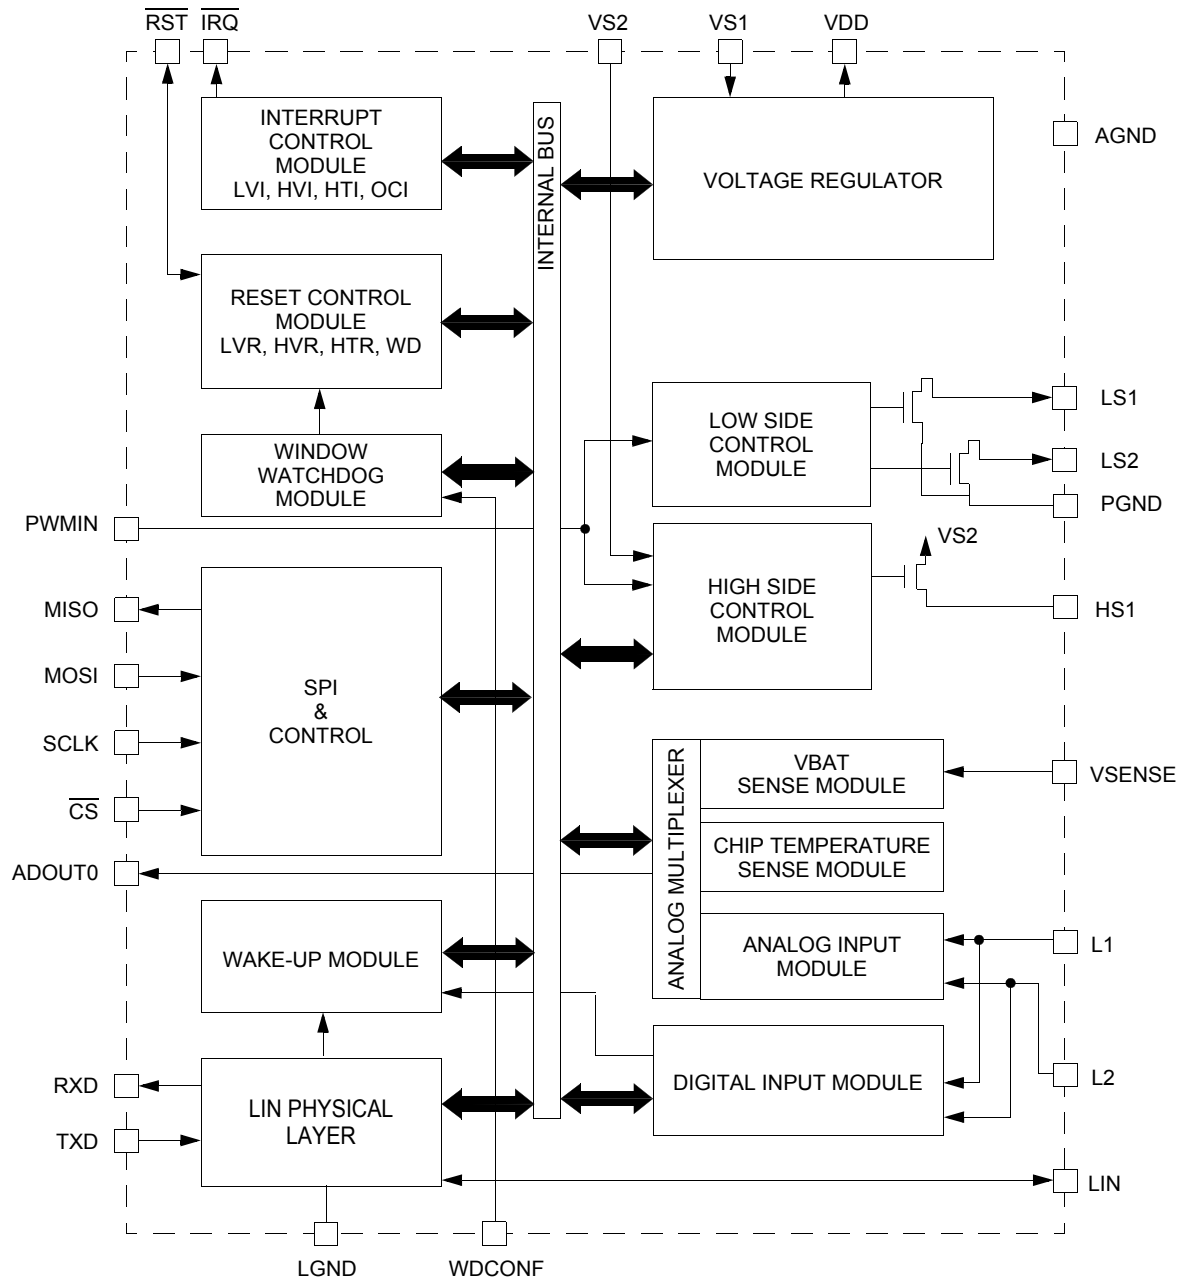 RST IRQ VS2 VS1 VDD
INTERRUPT
CONTROL
MODULE
LVI, HVI, HTI, OCI
INTERNAL BUS
VOLTAGE REGULATOR
AGND
RESET CONTROL
MODULE
LVR, HVR, HTR, WD
LOW SIDE
CONTROL
MODULE
LS1
LS2
PGND
WINDOW
WATCHDOG
MODULE
PWMIN
HIGH SIDE
CONTROL
MODULE
VS2
HS1
MISO
MOSI
SCLK
CS
SPI
&
CONTROL
ANALOG MULTIPLEXER
VBAT
SENSE MODULE
VSENSE
CHIP TEMPERATURE
SENSE MODULE
ADOUT0
WAKE-UP MODULE
ANALOG INPUT
MODULE
L1
L2
DIGITAL INPUT MODULE
RXD
TXD
LIN PHYSICAL
LAYER
LIN
LGND WDCONF